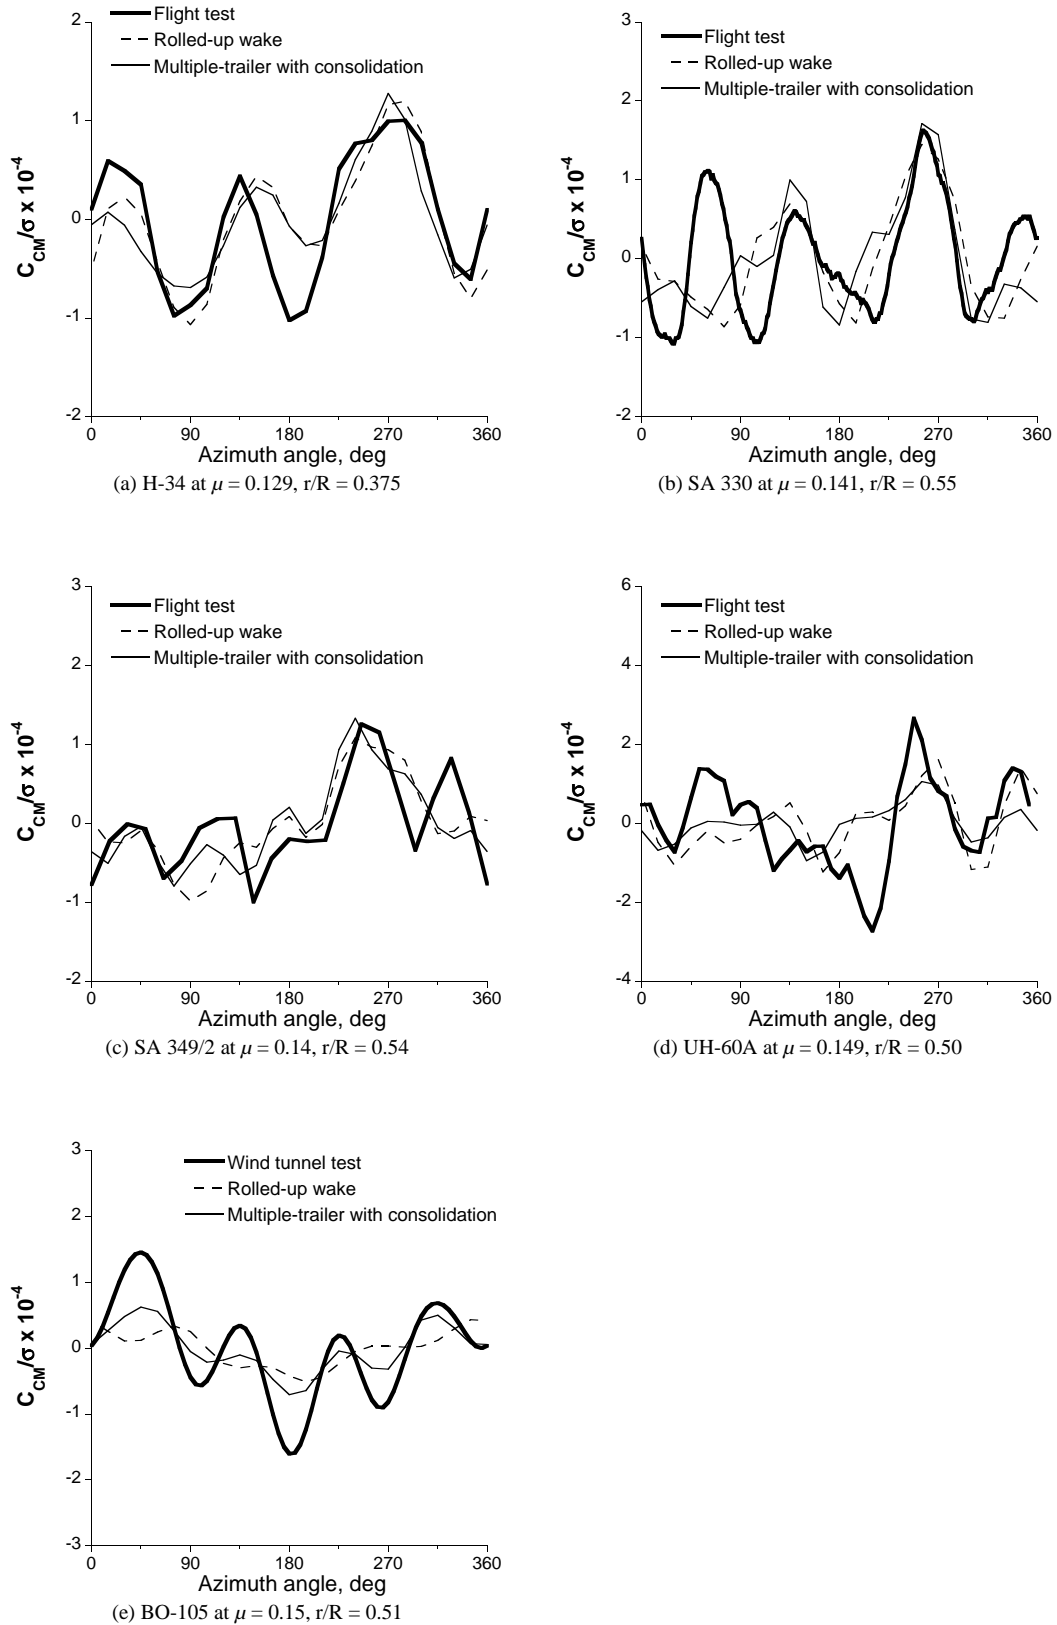 2
1
0
-1
-2
C_CM/σ x 10^-4
Flight test
Rolled-up wake
Multiple-trailer with consolidation
0 90 180 270 360
Azimuth angle, deg
(a) H-34 at μ = 0.129, r/R = 0.375
3
2
1
0
-1
-2
C_CM/σ x 10^-4
Flight test
Rolled-up wake
Multiple-trailer with consolidation
0 90 180 270 360
Azimuth angle, deg
(b) SA 330 at μ = 0.141, r/R = 0.55
3
2
1
0
-1
-2
C_CM/σ x 10^-4
Flight test
Rolled-up wake
Multiple-trailer with consolidation
0 90 180 270 360
Azimuth angle, deg
(c) SA 349/2 at μ = 0.14, r/R = 0.54
6
4
2
0
-2
-4
C_CM/σ x 10^-4
Flight test
Rolled-up wake
Multiple-trailer with consolidation
0 90 180 270 360
Azimuth angle, deg
(d) UH-60A at μ = 0.149, r/R = 0.50
3
2
1
0
-1
-2
-3
C_CM/σ x 10^-4
Wind tunnel test
Rolled-up wake
Multiple-trailer with consolidation
0 90 180 270 360
Azimuth angle, deg
(e) BO-105 at μ = 0.15, r/R = 0.51